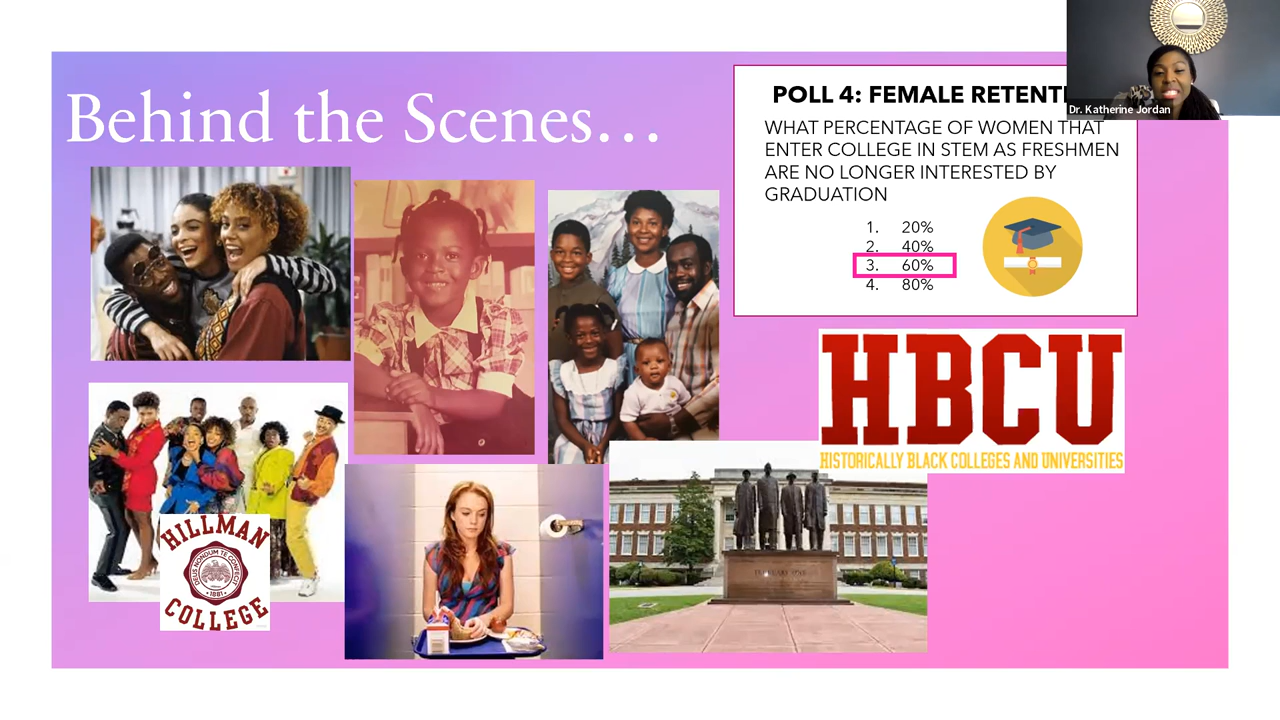 Behind the Scenes...
POLL 4: FEMALE RETENT
WHAT PERCENTAGE OF WOMEN THAT
ENTER COLLEGE IN STEM AS FRESHMEN
ARE NO LONGER INTERESTED BY
GRADUATION
1. 20%
2. 40%
3. 60%
4. 80%
Dr. Katherine Jordan
HBCU
HISTORICALLY BLACK COLLEGES AND UNIVERSITIES
HILLMAN
1881
COLLEGE